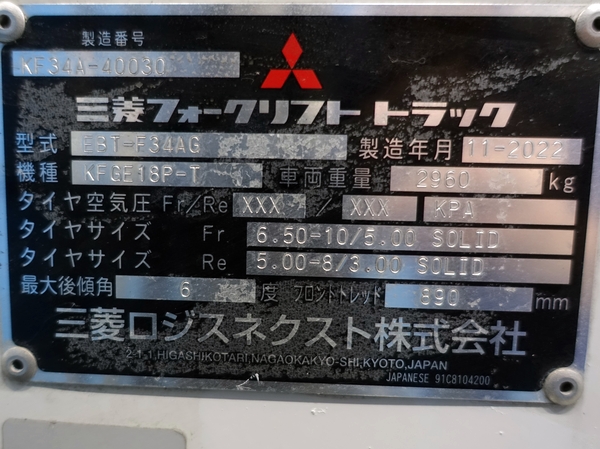 製造番号
KF34A-40030
三菱フォークリフト トラック
型式 EBT-F34AG 製造年月 11-2022
機種 KFGE18P-T 車両重量 2960 kg
タイヤ空気圧 Fr/Re XXX / XXX KPA
タイヤサイズ Fr 6.50-10/5.00 SOLID
タイヤサイズ Re 5.00-8/3.00 SOLID
最大後傾角 6 度 フロントトレッド 890 mm
三菱ロジスネクスト株式会社
2-1-1,HIGASHIKOTARI,NAGAOKAKYO-SHI,KYOTO,JAPAN
JAPANESE 91C8104200